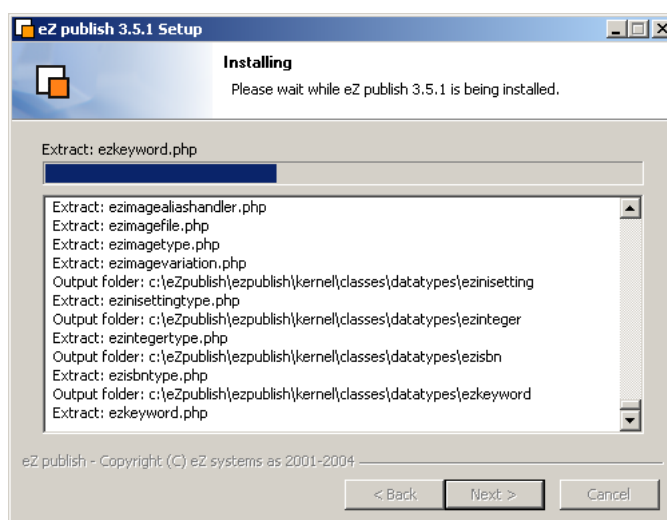 eZ publish 3.5.1 Setup
Installing
Please wait while eZ publish 3.5.1 is being installed.
Extract: ezkeyword.php
Extract: ezimagealiashandler.php
Extract: ezimagefile.php
Extract: ezimagetype.php
Extract: ezimagevariation.php
Output folder: c:\eZpublish\ezpublish\kernel\classes\datatypes\ezinisetting
Extract: ezinisettingtype.php
Output folder: c:\eZpublish\ezpublish\kernel\classes\datatypes\ezinteger
Extract: ezintegertype.php
Output folder: c:\eZpublish\ezpublish\kernel\classes\datatypes\ezisbn
Extract: ezisbntype.php
Output folder: c:\eZpublish\ezpublish\kernel\classes\datatypes\ezkeyword
Extract: ezkeyword.php
eZ publish - Copyright (C) eZ systems as 2001-2004
< Back Next > Cancel